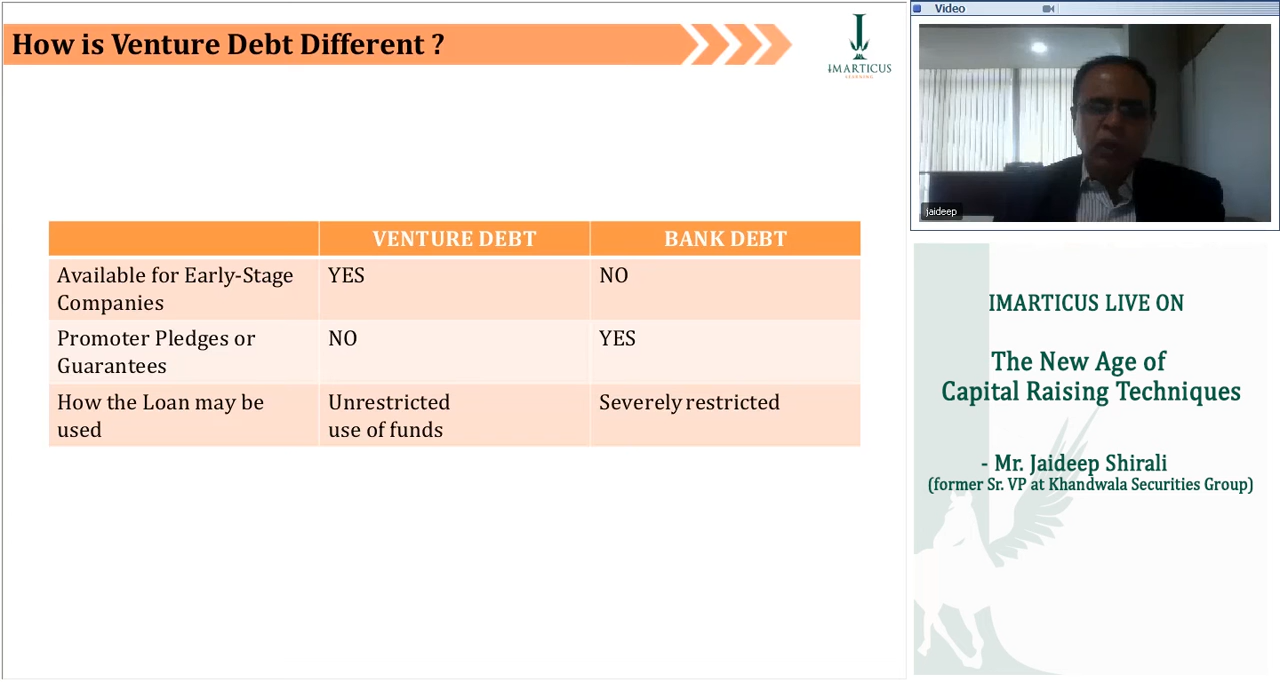 How is Venture Debt Different ?
IMARTICUS
LEARNING
VENTURE DEBT
BANK DEBT
Available for Early-Stage
Companies
YES
NO
Promoter Pledges or
Guarantees
NO
YES
How the Loan may be
used
Unrestricted
use of funds
Severely restricted
Video
jaideep
IMARTICUS LIVE ON
The New Age of
Capital Raising Techniques
- Mr. Jaideep Shirali
(former Sr. VP at Khandwala Securities Group)